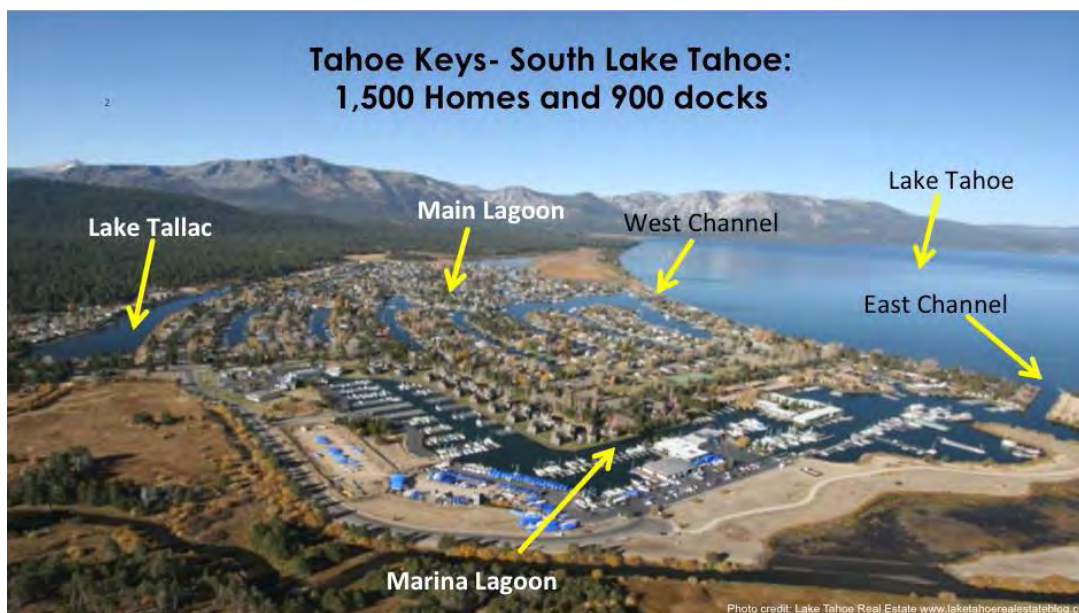 Tahoe Keys- South Lake Tahoe:
1,500 Homes and 900 docks
2
Lake Tahoe
Main Lagoon
West Channel
Lake Tallac
East Channel
Marina Lagoon
Photo credit: Lake Tahoe Real Estate www.laketahoerealestateblog.c